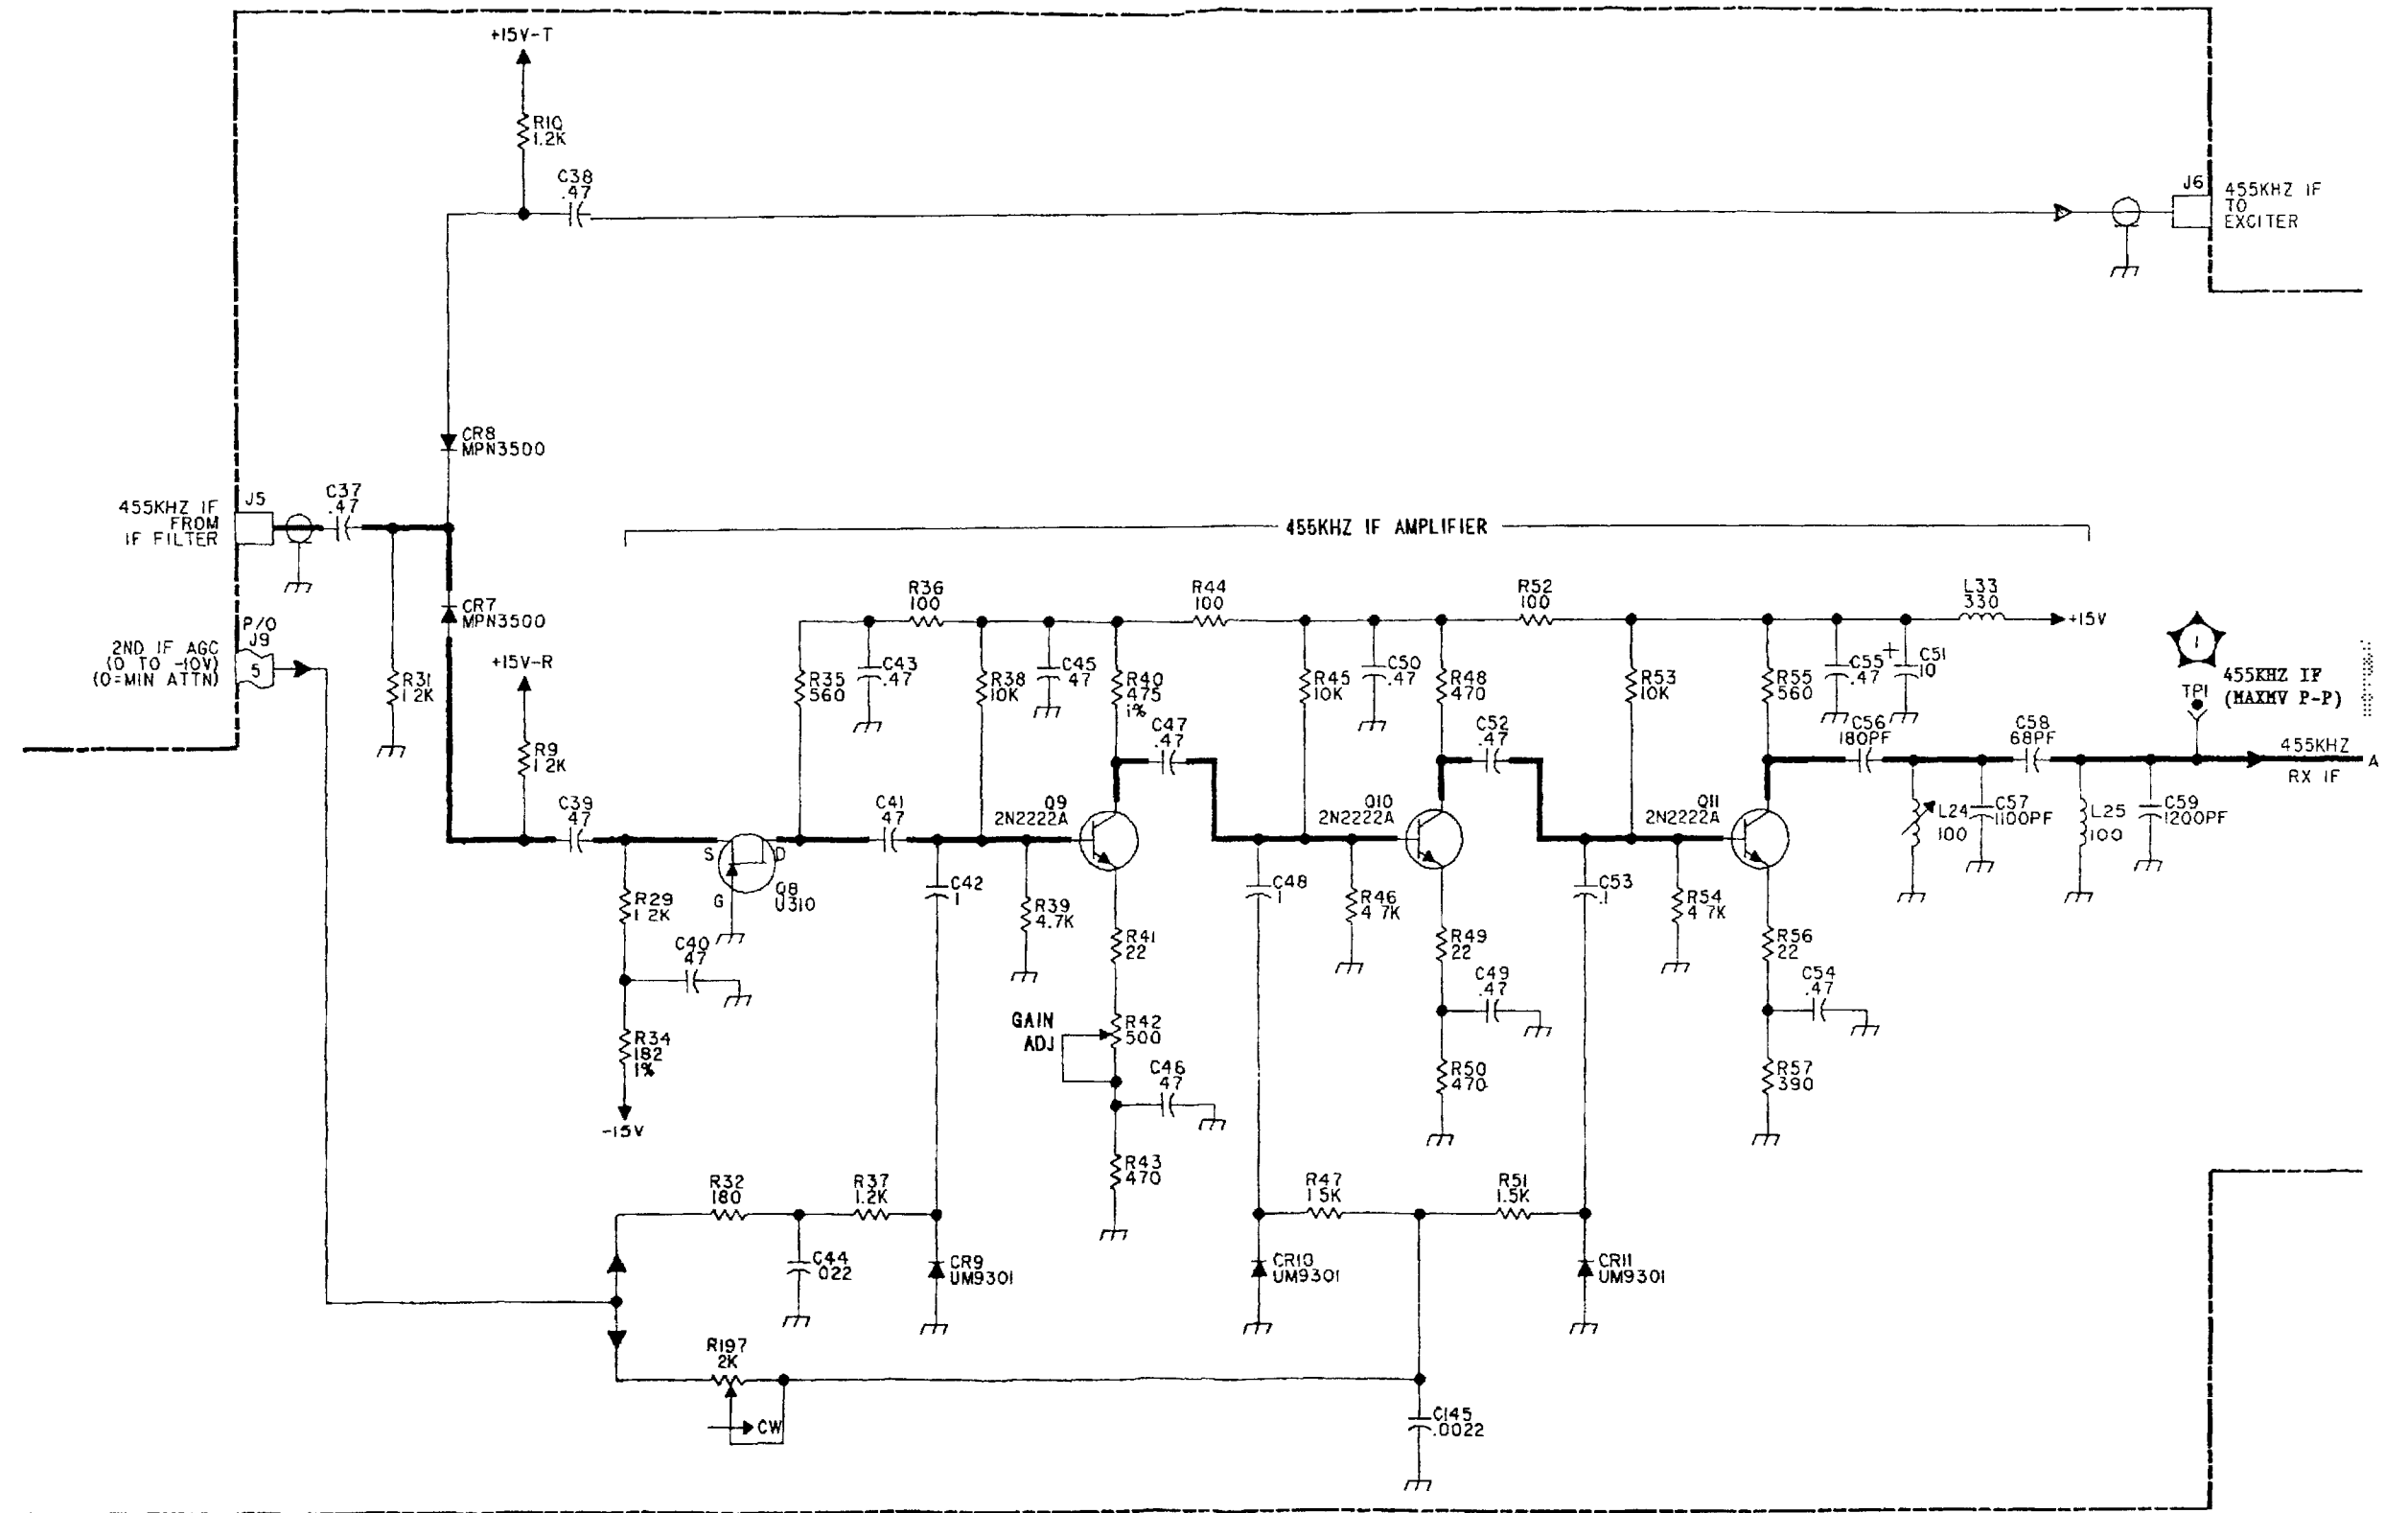 +15V-T
R10
1.2K
C38
.47
J6
455KHZ IF
TO
EXCITER
CR8
MPN3500
455KHZ IF
FROM
IF FILTER
J5
C37
.47
455KHZ IF AMPLIFIER
CR7
MPN3500
P/O
J9
5
2ND IF AGC
(0 TO -10V)
(0=MIN ATTN)
R31
1 2K
+15V-R
R9
1 2K
R36
100
R44
100
R52
100
L33
330
+15V
R35
560
C43
.47
R38
10K
C45
47
R40
475
1%
R45
10K
C50
.47
R48
470
R53
10K
R55
560
C55
.47
+
C51
10
1
455KHZ IF
(MAXMV P-P)
TP1
C47
.47
C52
.47
C56
180PF
C58
68PF
455KHZ
RX IF
A
C39
47
S
D
G
Q8
U310
C41
47
Q9
2N2222A
Q10
2N2222A
Q11
2N2222A
L24
100
C57
1100PF
L25
100
C59
1200PF
R29
1 2K
C42
1
R39
4.7K
C48
1
R46
4 7K
C53
.1
R54
4 7K
C40
47
R41
22
R49
22
R56
22
C49
.47
C54
.47
R34
182
1%
-15V
GAIN
ADJ
R42
500
C46
47
R50
470
R57
390
R43
470
R32
180
R37
1.2K
R47
1 5K
R51
1.5K
C44
022
CR9
UM9301
CR10
UM9301
CR11
UM9301
R197
2K
CW
C145
.0022